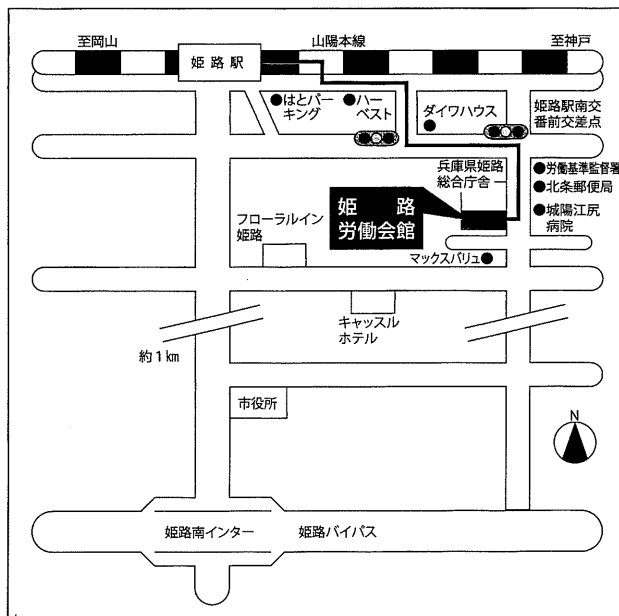 至岡山
山陽本線
至神戸
姫路駅
はとパー
キング
ハー
ベスト
ダイワハウス
姫路駅南交
番前交差点
兵庫県姫路
総合庁舎
労働基準監督署
北条郵便局
城陽江尻
病院
姫路
労働会館
フローラルイン
姫路
マックスバリュ
キャッスル
ホテル
約1km
市役所
N
姫路南インター
姫路バイパス